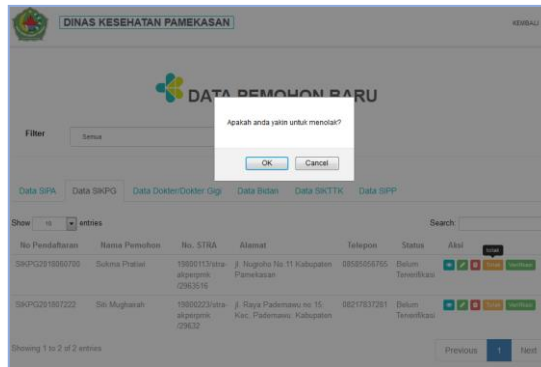 DINAS KESEHATAN PAMEKASAN
KEMBALI
DATA PEMOHON BARU
Apakah anda yakin untuk menolak?
OK Cancel
Filter Semua
Data SIPA Data SIKPG Data Dokter/Dokter Gigi Data Bidan Data SIKTTK Data SIPP
Show 10 entries Search:
No Pendaftaran Nama Pemohon No. STRA Alamat Telepon Status Aksi
Tolak
SIKPG2018060700 Sukma Pratiwi 19800113/stra- jl. Nugroho No.11 Kabupaten 08585056765 Belum Tolak Verifikasi
akperpmk Pamekasan Terverifikasi
/2963516
SIKPG201807222 Siti Mughairah 19800223/stra- jl. Raya Pademawu no 15, 08217837281 Belum Tolak Verifikasi
akperpmk Kec. Pademawu Kabupaten Terverifikasi
/29632
Showing 1 to 2 of 2 entries Previous 1 Next